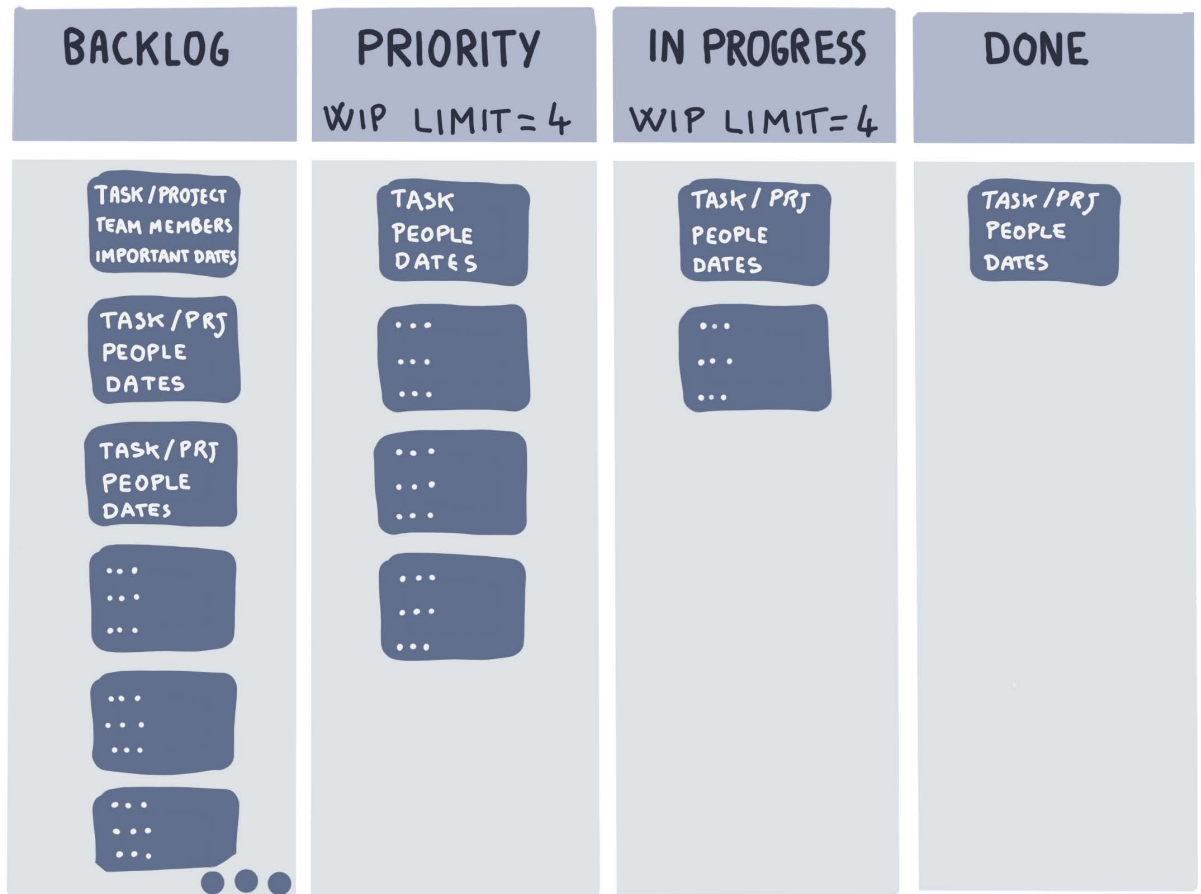 BACKLOG
PRIORITY
WIP LIMIT = 4
IN PROGRESS
WIP LIMIT = 4
DONE
TASK / PROJECT
TEAM MEMBERS
IMPORTANT DATES
TASK / PRJ
PEOPLE
DATES
TASK / PRJ
PEOPLE
DATES
...
...
...
...
...
...
...
...
...
TASK
PEOPLE
DATES
...
...
...
...
...
...
...
...
...
TASK / PRJ
PEOPLE
DATES
...
...
...
TASK / PRJ
PEOPLE
DATES